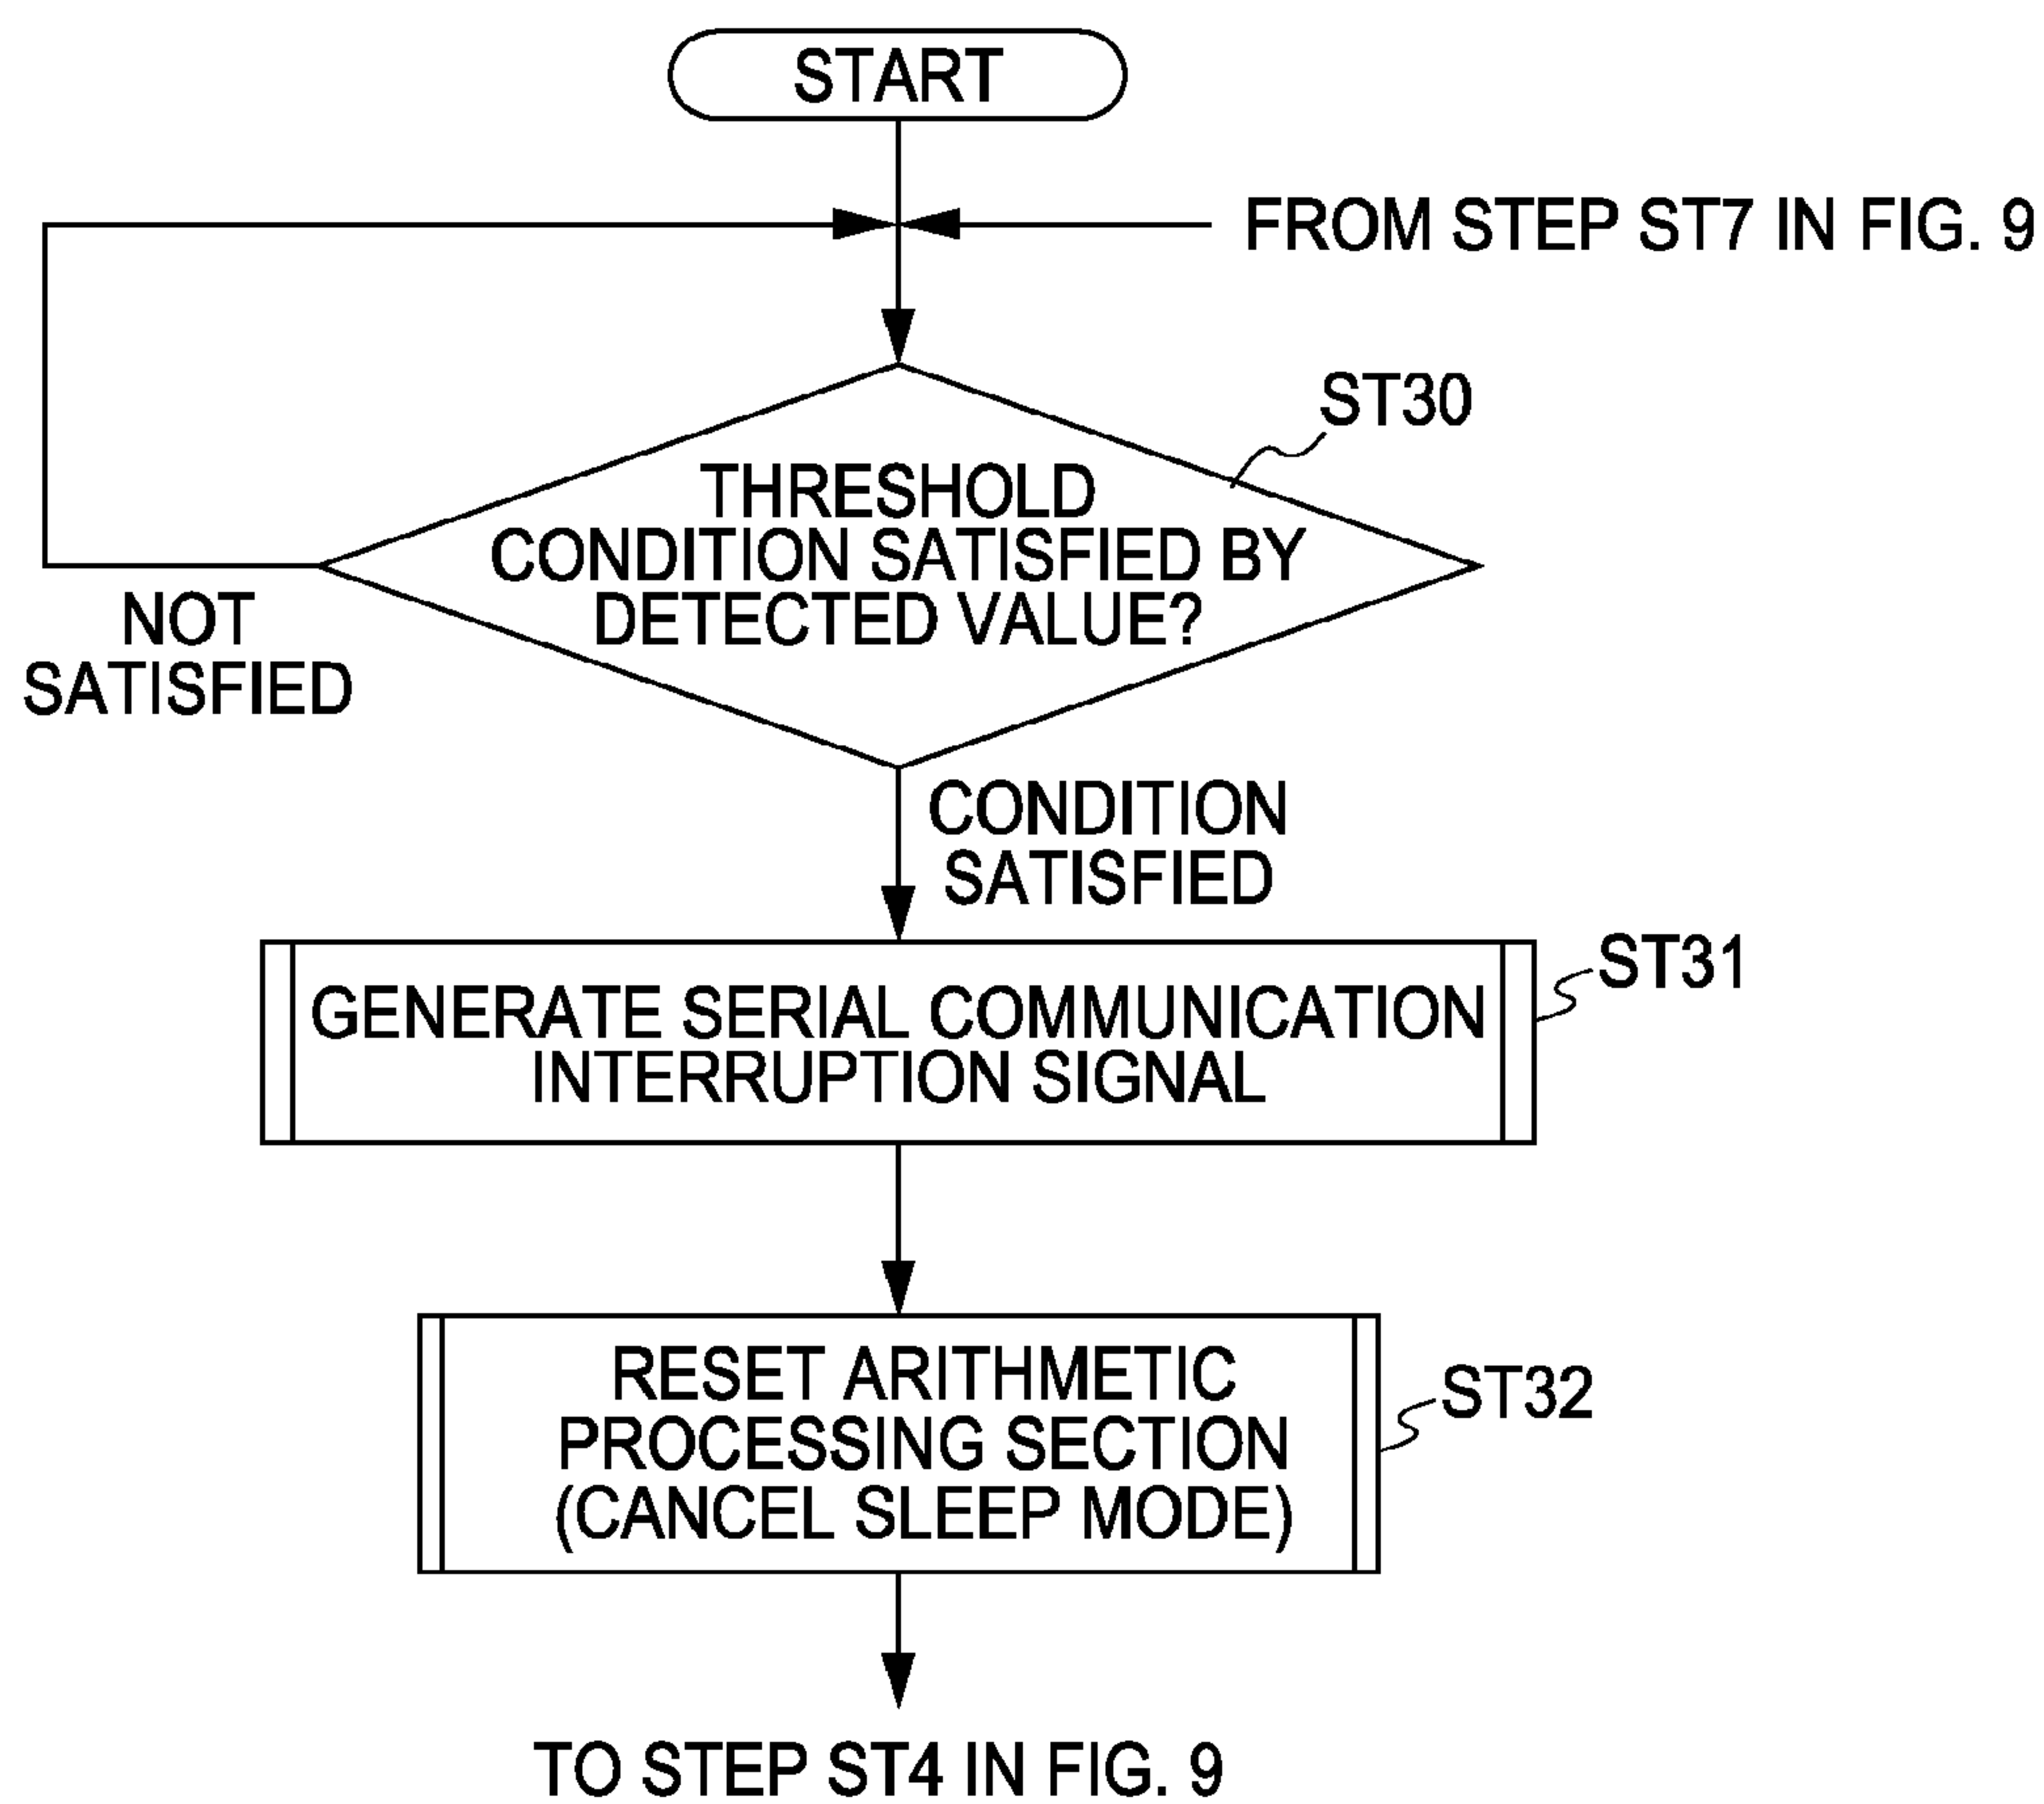 START
FROM STEP ST7 IN FIG. 9
ST30
THRESHOLD
CONDITION SATISFIED BY
DETECTED VALUE?
NOT
SATISFIED
CONDITION
SATISFIED
ST31
GENERATE SERIAL COMMUNICATION
INTERRUPTION SIGNAL
RESET ARITHMETIC
PROCESSING SECTION
(CANCEL SLEEP MODE)
ST32
TO STEP ST4 IN FIG. 9